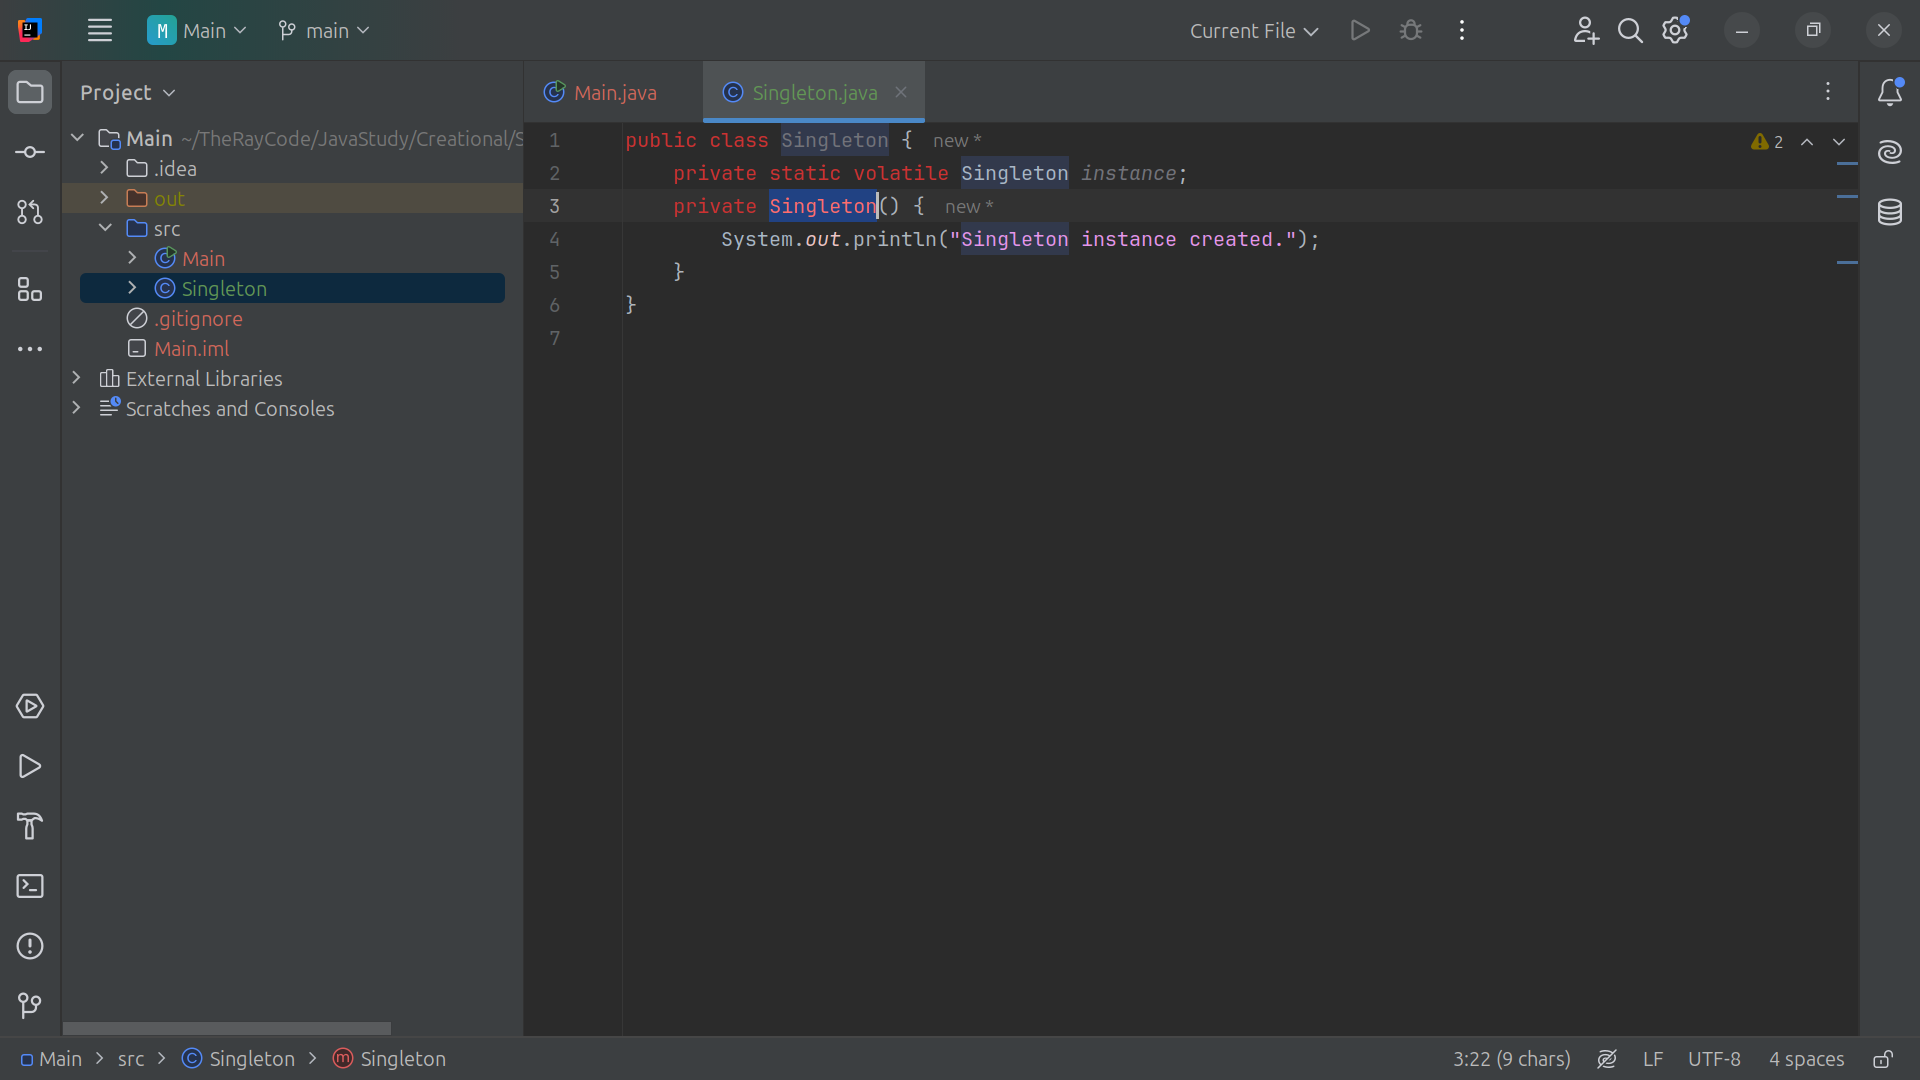 M Main main Current File
Project
Main ~/TheRayCode/JavaStudy/Creational/S
.idea
out
src
Main
Singleton
.gitignore
Main.iml
External Libraries
Scratches and Consoles
Main.java Singleton.java
1 public class Singleton { new *
2 private static volatile Singleton instance;
3 private Singleton() { new *
4 System.out.println("Singleton instance created.");
5 }
6 }
7
2
Main > src > Singleton > Singleton 3:22 (9 chars) LF UTF-8 4 spaces